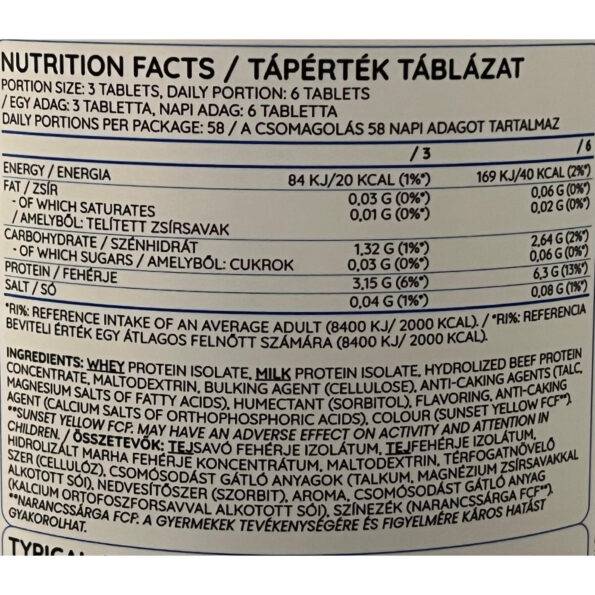 NUTRITION FACTS / TÁPÉRTÉK TÁBLÁZAT
PORTION SIZE: 3 TABLETS, DAILY PORTION: 6 TABLETS
/ EGY ADAG: 3 TABLETTA, NAPI ADAG: 6 TABLETTA
DAILY PORTIONS PER PACKAGE: 58 / A CSOMAGOLÁS 58 NAPI ADAGOT TARTALMAZ
/ 3 / 6
ENERGY / ENERGIA 84 KJ/20 KCAL (1%*) 169 KJ/40 KCAL (2%*)
FAT / ZSÍR 0,03 G (0%*) 0,06 G (0%*)
- OF WHICH SATURATES 0,01 G (0%*) 0,02 G (0%*)
/ AMELYBŐL: TELÍTETT ZSÍRSAVAK
CARBOHYDRATE / SZÉNHIDRÁT 1,32 G (1%*) 2,64 G (2%*)
- OF WHICH SUGARS / AMELYBŐL: CUKROK 0,03 G (0%*) 0,06 G (0%*)
PROTEIN / FEHÉRJE 3,15 G (6%*) 6,3 G (13%*)
SALT / SÓ 0,04 G (1%*) 0,08 G (1%*)
*RI%: REFERENCE INTAKE OF AN AVERAGE ADULT (8400 KJ/ 2000 KCAL). / *RI%: REFERENCIA
BEVITELI ÉRTÉK EGY ÁTLAGOS FELNŐTT SZÁMÁRA (8400 KJ/ 2000 KCAL).
INGREDIENTS: WHEY PROTEIN ISOLATE, MILK PROTEIN ISOLATE, HYDROLIZED BEEF PROTEIN
CONCENTRATE, MALTODEXTRIN, BULKING AGENT (CELLULOSE), ANTI-CAKING AGENTS (TALC,
MAGNESIUM SALTS OF FATTY ACIDS), HUMECTANT (SORBITOL), FLAVORING, ANTI-CAKING
AGENT (CALCIUM SALTS OF ORTHOPHOSPHORIC ACIDS), COLOUR (SUNSET YELLOW FCF**).
**SUNSET YELLOW FCF. MAY HAVE AN ADVERSE EFFECT ON ACTIVITY AND ATTENTION IN
CHILDREN. / ÖSSZETEVŐK: TEJSAVÓ FEHÉRJE IZOLÁTUM, TEJFEHÉRJE IZOLÁTUM,
HIDROLIZÁLT MARHA FEHÉRJE KONCENTRÁTUM, MALTODEXTRIN, TÉRFOGATNÖVELŐ
SZER (CELLULÓZ), CSOMÓSODÁST GÁTLÓ ANYAGOK (TALKUM, MAGNÉZIUM ZSÍRSAVAKKAL
ALKOTOTT SÓI), NEDVESÍTŐSZER (SZORBIT), AROMA, CSOMÓSODÁST GÁTLÓ ANYAG
(KALCIUM ORTOFOSZFORSAVVAL ALKOTOTT SÓI), SZÍNEZÉK (NARANCSSÁRGA FCF**).
**NARANCSSÁRGA FCF: A GYERMEKEK TEVÉKENYSÉGÉRE ÉS FIGYELMÉRE KÁROS HATÁST
GYAKOROLHAT.
TYPICAL